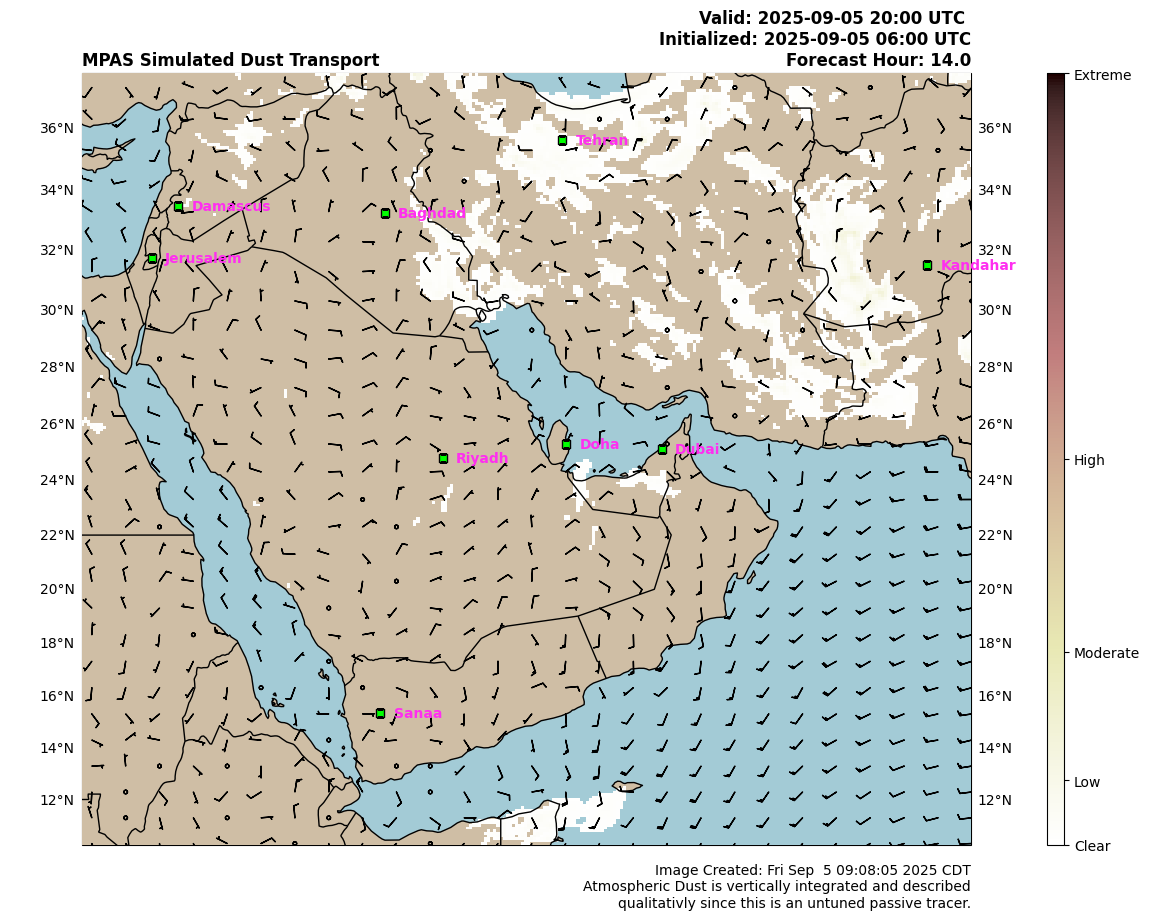 Valid: 2025-09-05 20:00 UTC
Initialized: 2025-09-05 06:00 UTC
MPAS Simulated Dust Transport
Forecast Hour: 14.0
Extreme
36°N
36°N
Tehran
34°N
34°N
Damascus
Baghdad
32°N
32°N
Jerusalem
Kandahar
30°N
30°N
28°N
28°N
26°N
26°N
Doha
Dubai
Riyadh
High
24°N
24°N
22°N
22°N
20°N
20°N
18°N
18°N
Moderate
16°N
16°N
Sanaa
14°N
14°N
Low
12°N
12°N
Clear
Image Created: Fri Sep  5 09:08:05 2025 CDT
Atmospheric Dust is vertically integrated and described
qualitativly since this is an untuned passive tracer.